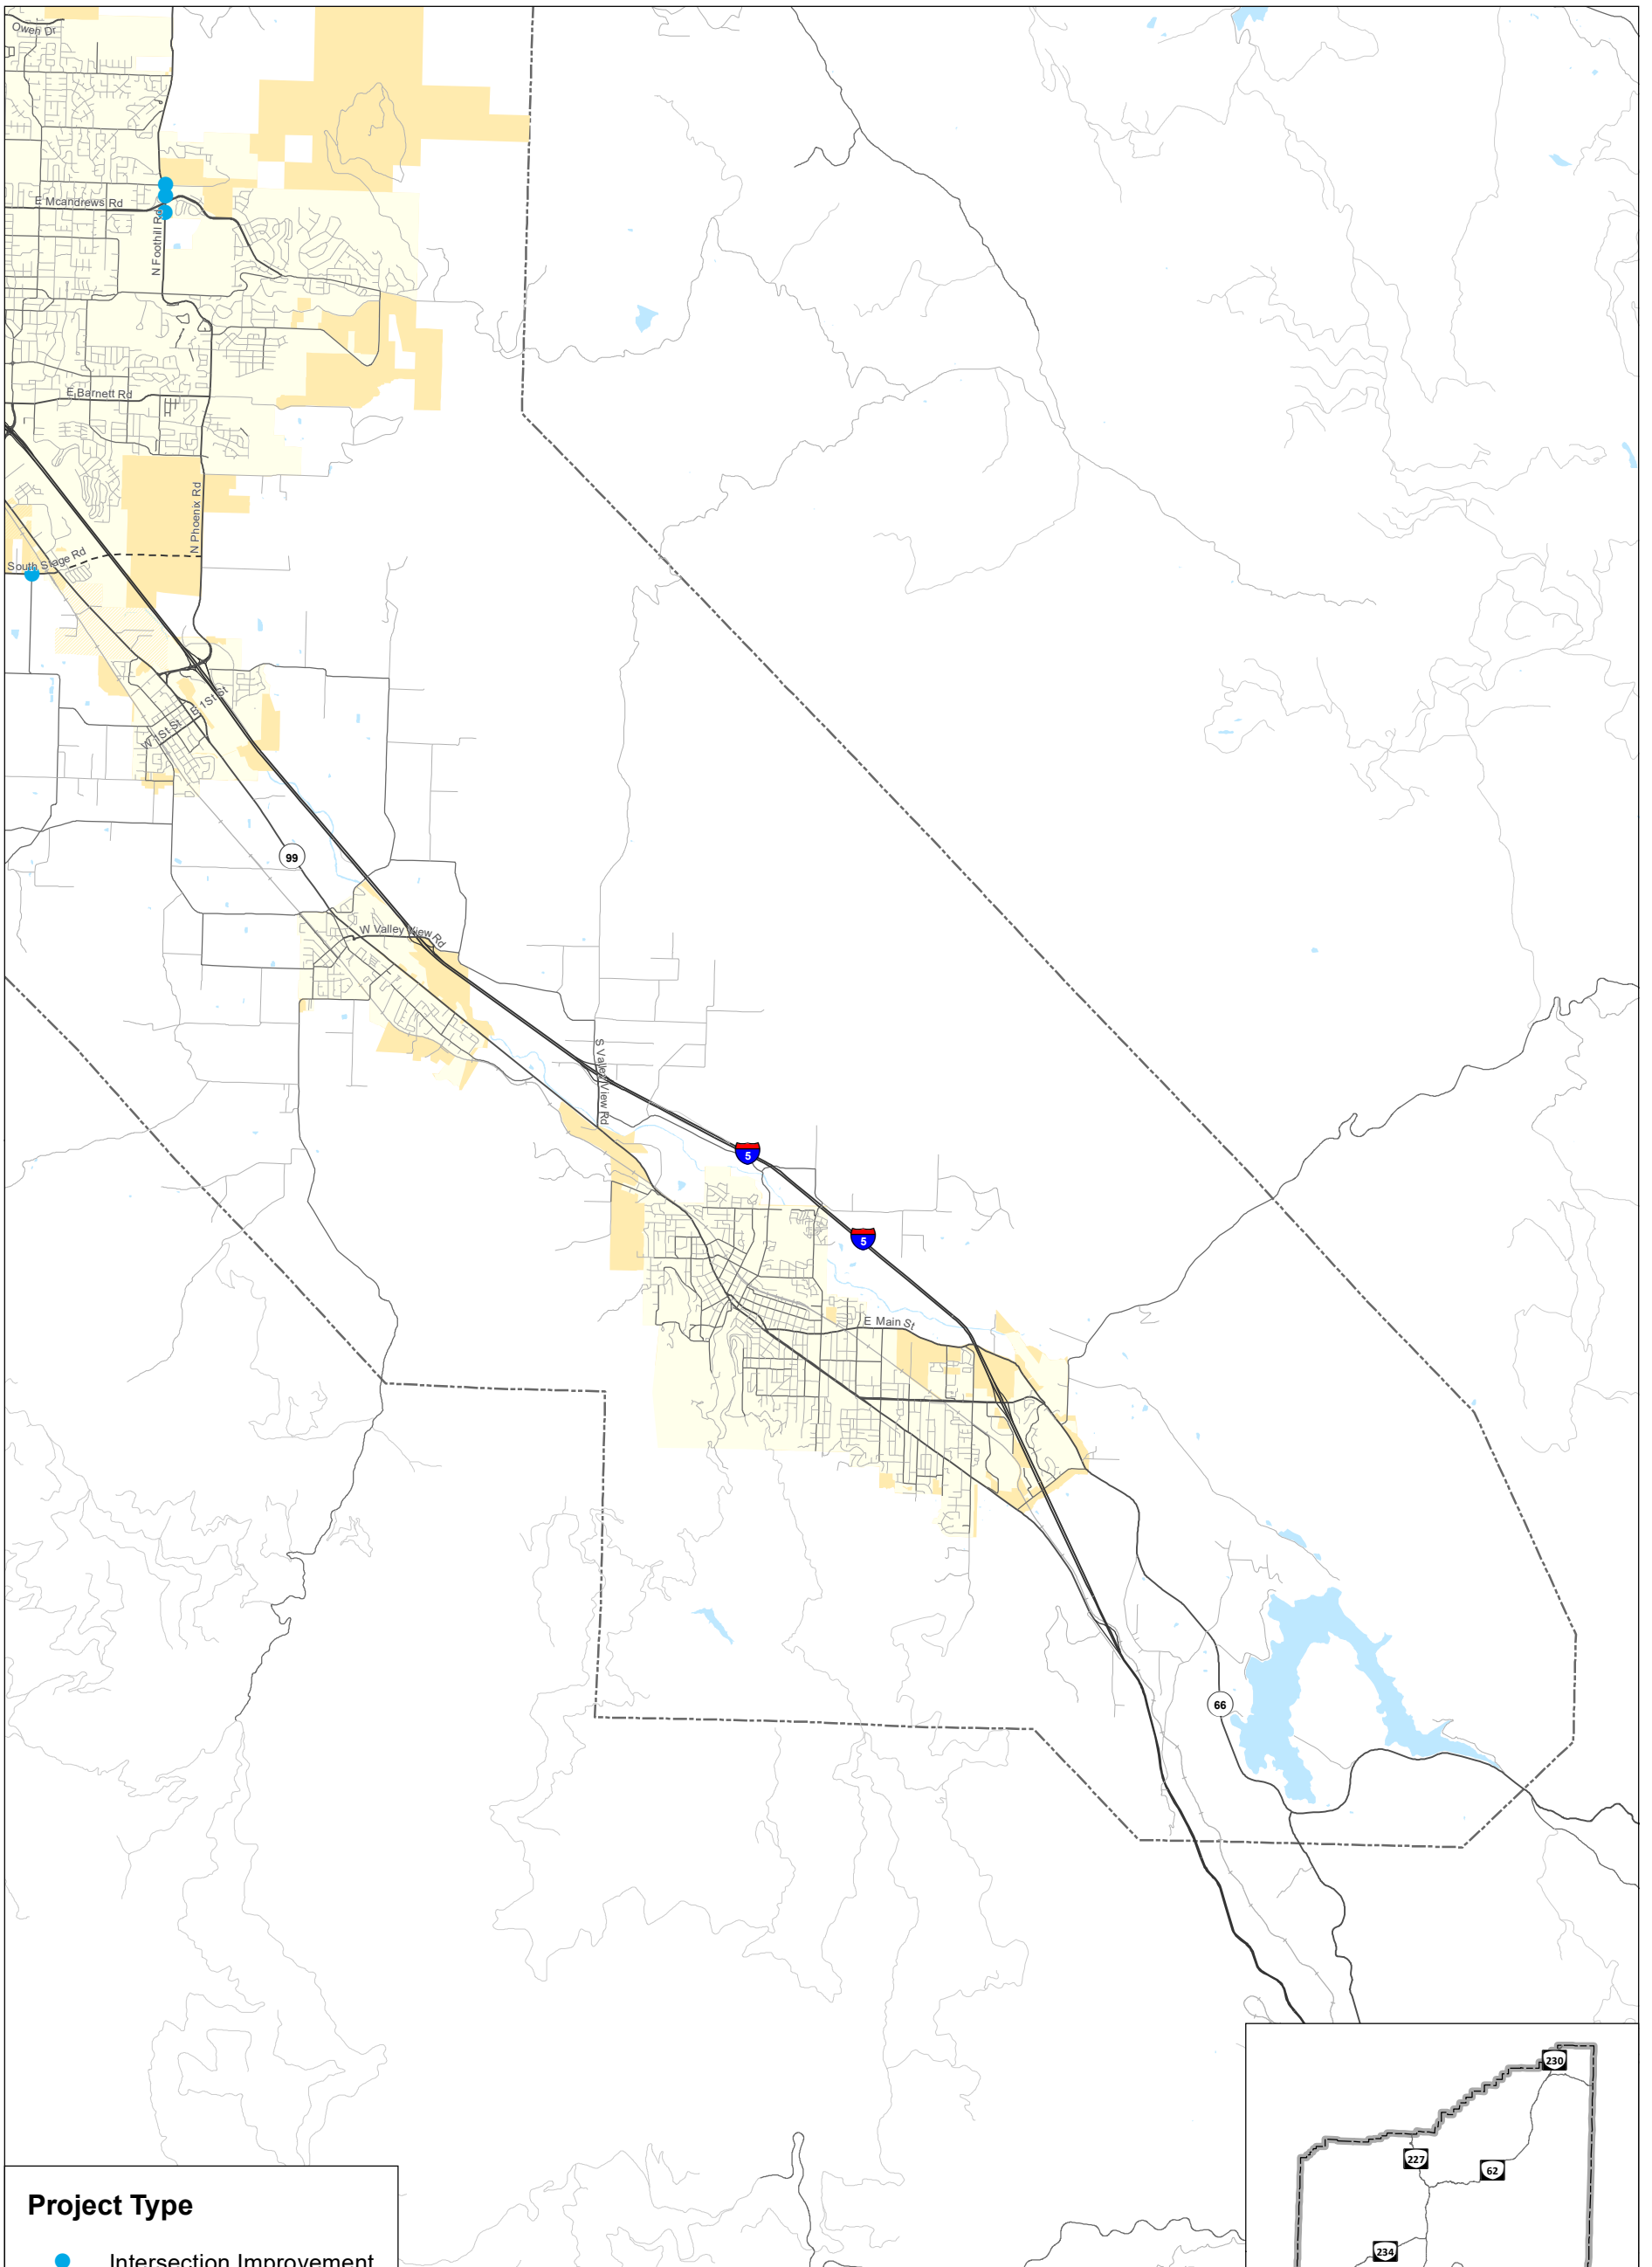 Owen Dr
E Mcandrews Rd
N Foothill Rd
E Barnett Rd
N Phoenix Rd
South Stage Rd
E 1St St
W 1St St
99
W Valley View Rd
S Valley View Rd
5
5
E Main St
66
230
227
62
234
Project Type
Intersection Improvement